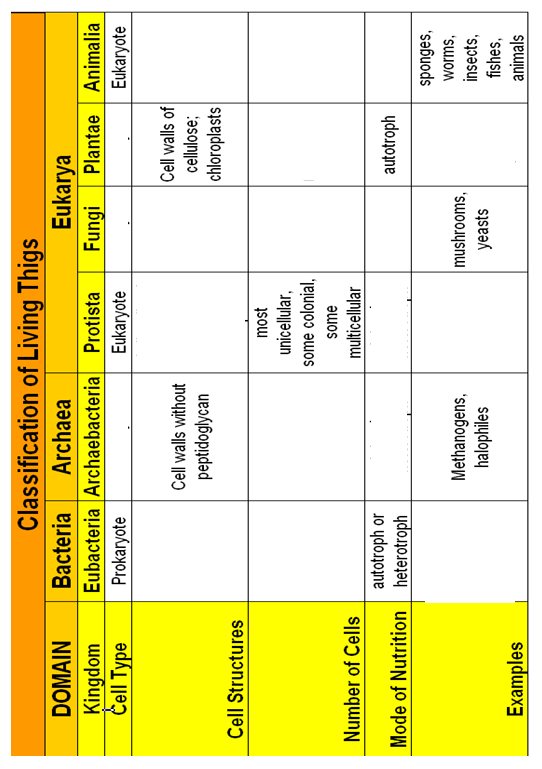 Classification of Living Thigs
DOMAIN Bacteria Archaea Eukarya
Kingdom Eubacteria Archaebacteria Protista Fungi Plantae Animalia
Cell Type Prokaryote Eukaryote Eukaryote
Cell Structures
Cell walls without
peptidoglycan
Cell walls of
cellulose;
chloroplasts
Number of Cells
most
unicellular,
some colonial,
some
multicellular
Mode of Nutrition
autotroph or
heterotroph
autotroph
Examples
Methanogens,
halophiles
mushrooms,
yeasts
sponges,
worms,
insects,
fishes,
animals